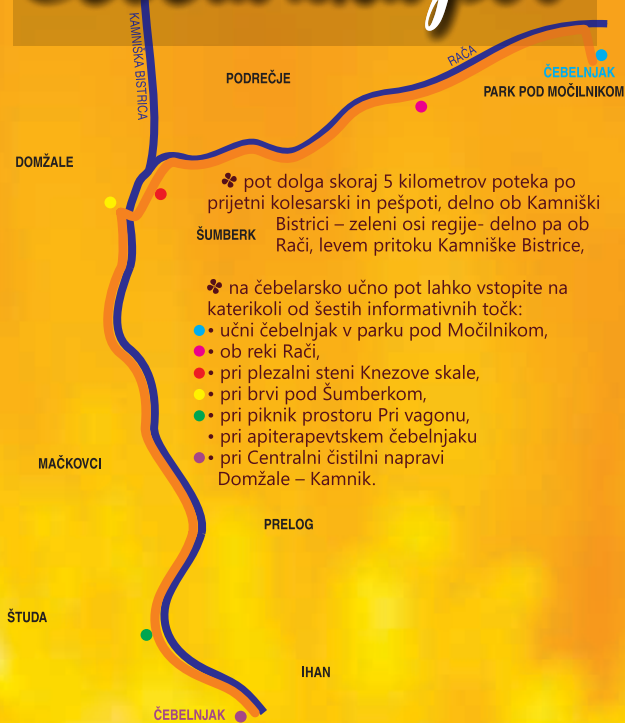 KAMNIŠKA BISTRICA
RAČA
ČEBELNJAK
PARK POD MOČILNIKOM
PODREČJE
DOMŽALE
pot dolga skoraj 5 kilometrov poteka po
prijetni kolesarski in pešpoti, delno ob Kamniški
Bistrici – zeleni osi regije- delno pa ob
Rači, levem pritoku Kamniške Bistrice,
ŠUMBERK
na čebelarsko učno pot lahko vstopite na
katerikoli od šestih informativnih točk:
• učni čebelnjak v parku pod Močilnikom,
• ob reki Rači,
• pri plezalni steni Knezove skale,
• pri brvi pod Šumberkom,
• pri piknik prostoru Pri vagonu,
• pri apiterapevtskem čebelnjaku
• pri Centralni čistilni napravi
Domžale – Kamnik.
MAČKOVCI
PRELOG
ŠTUDA
IHAN
ČEBELNJAK